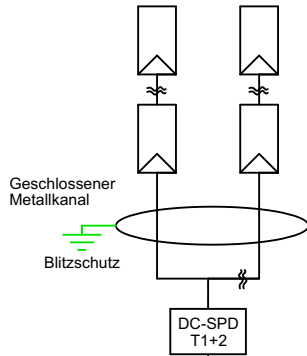 Geschlossener
Metallkanal
Blitzschutz
DC-SPD
T1+2